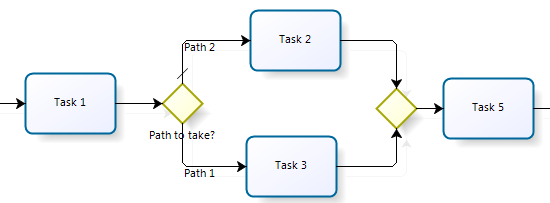 Path 2
Task 2
Task 1
Path to take?
Task 5
Path 1
Task 3